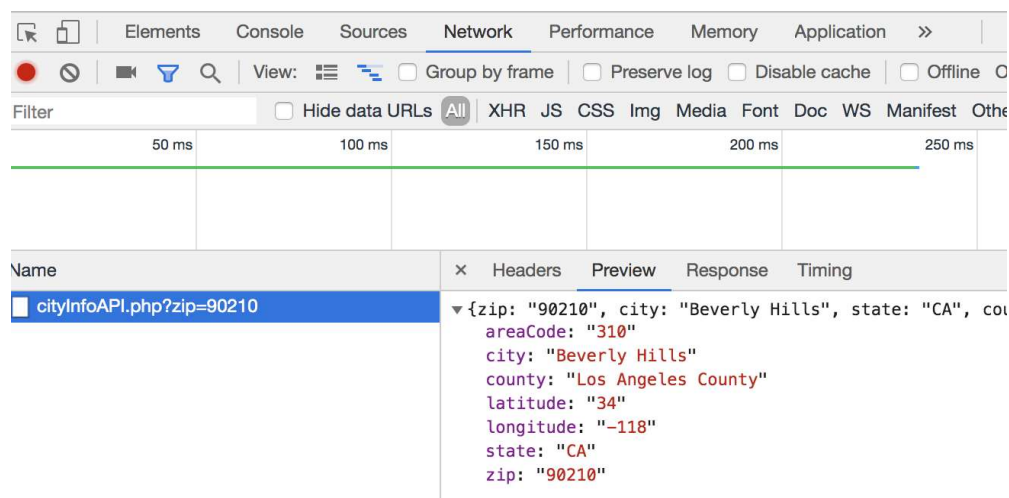 Elements Console Sources Network Performance Memory Application »
View: Group by frame Preserve log Disable cache Offline
Filter Hide data URLs All XHR JS CSS Img Media Font Doc WS Manifest Othe
50 ms 100 ms 150 ms 200 ms 250 ms
Name × Headers Preview Response Timing
cityInfoAPI.php?zip=90210
▼{zip: "90210", city: "Beverly Hills", state: "CA", cou
areaCode: "310"
city: "Beverly Hills"
county: "Los Angeles County"
latitude: "34"
longitude: "-118"
state: "CA"
zip: "90210"